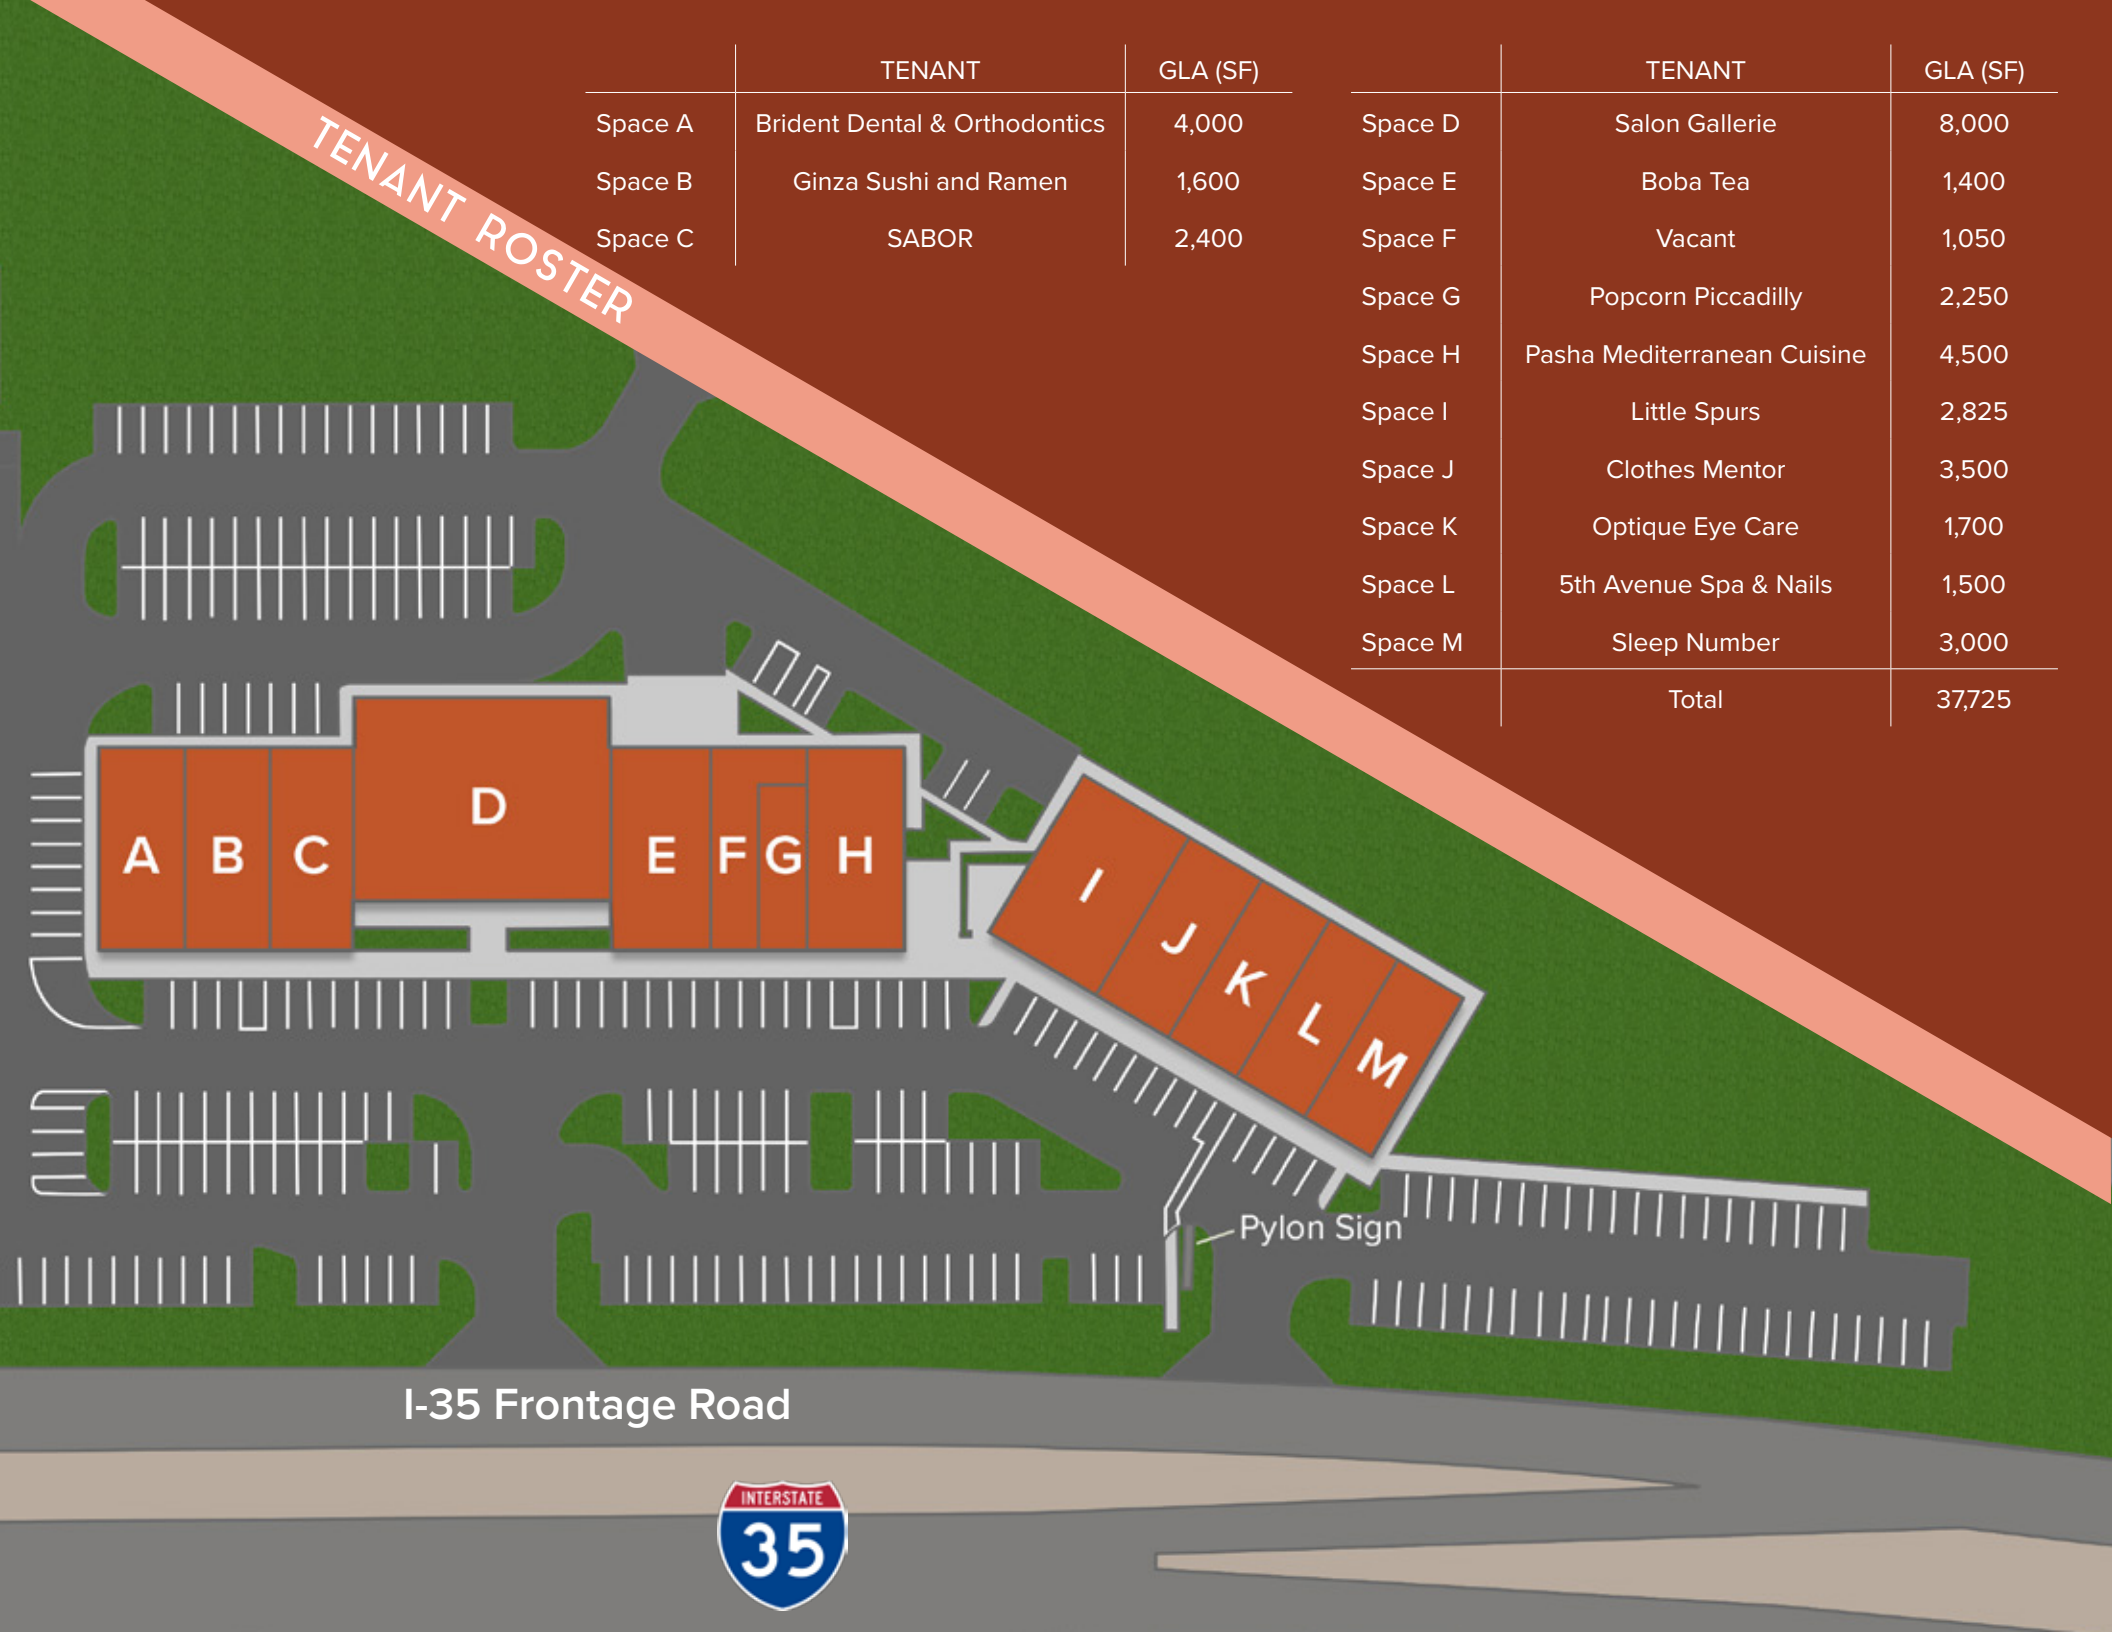 TENANT ROSTER
TENANT GLA (SF)
Space A Brident Dental & Orthodontics 4,000
Space B Ginza Sushi and Ramen 1,600
Space C SABOR 2,400
TENANT GLA (SF)
Space D Salon Gallerie 8,000
Space E Boba Tea 1,400
Space F Vacant 1,050
Space G Popcorn Piccadilly 2,250
Space H Pasha Mediterranean Cuisine 4,500
Space I Little Spurs 2,825
Space J Clothes Mentor 3,500
Space K Optique Eye Care 1,700
Space L 5th Avenue Spa & Nails 1,500
Space M Sleep Number 3,000
Total 37,725
A
B
C
D
E
F
G
H
I
J
K
L
M
Pylon Sign
I-35 Frontage Road
INTERSTATE
35